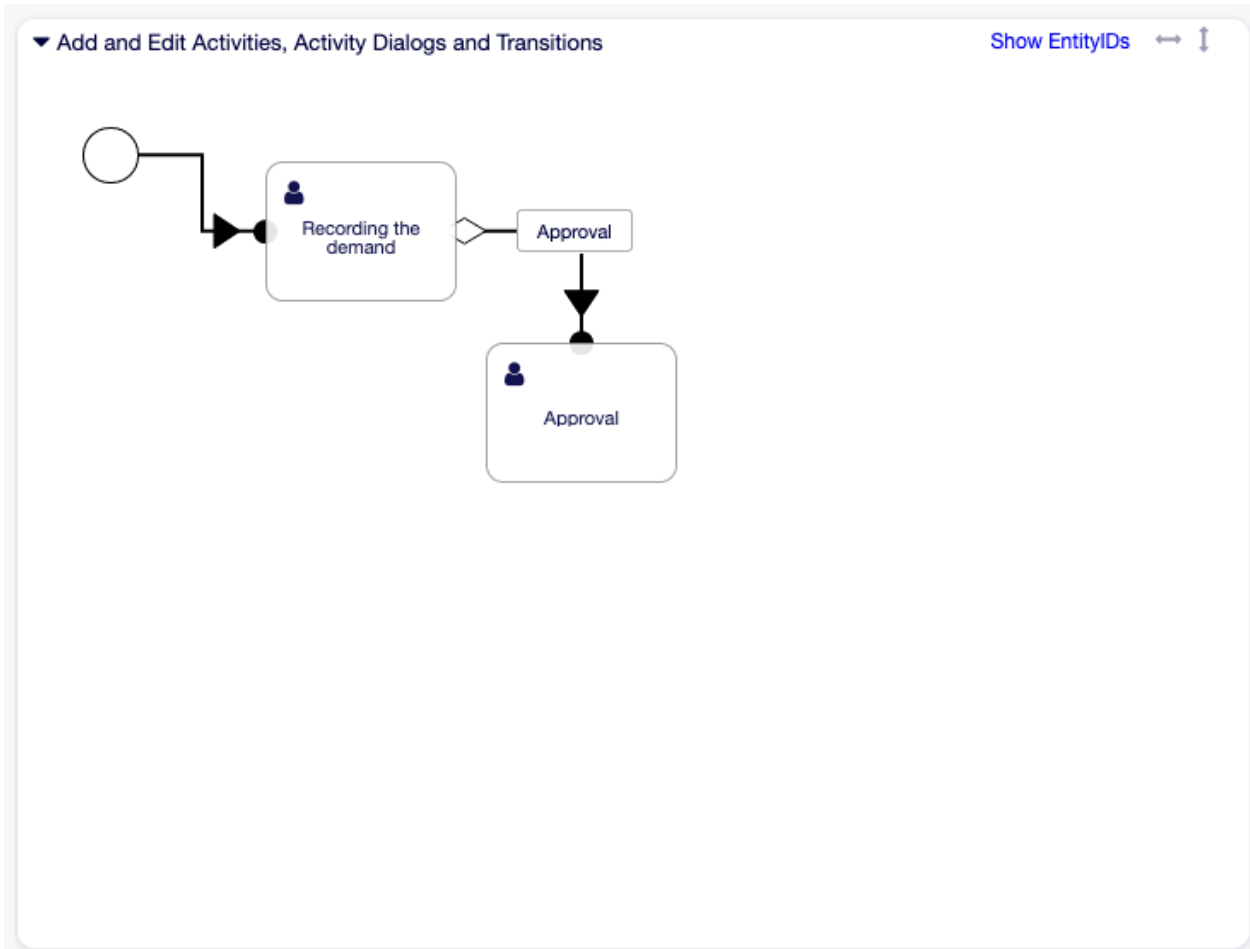 Add and Edit Activities, Activity Dialogs and Transitions
Show EntityIDs
Recording the
demand
Approval
Approval